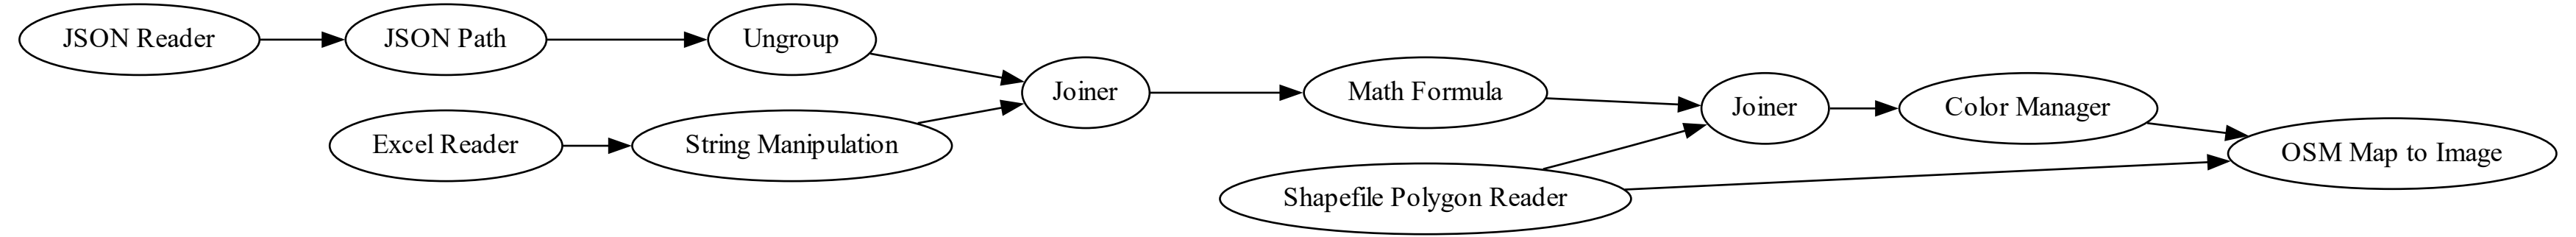 JSON Reader
JSON Path
Ungroup
Excel Reader
String Manipulation
Joiner
Math Formula
Shapefile Polygon Reader
Joiner
Color Manager
OSM Map to Image